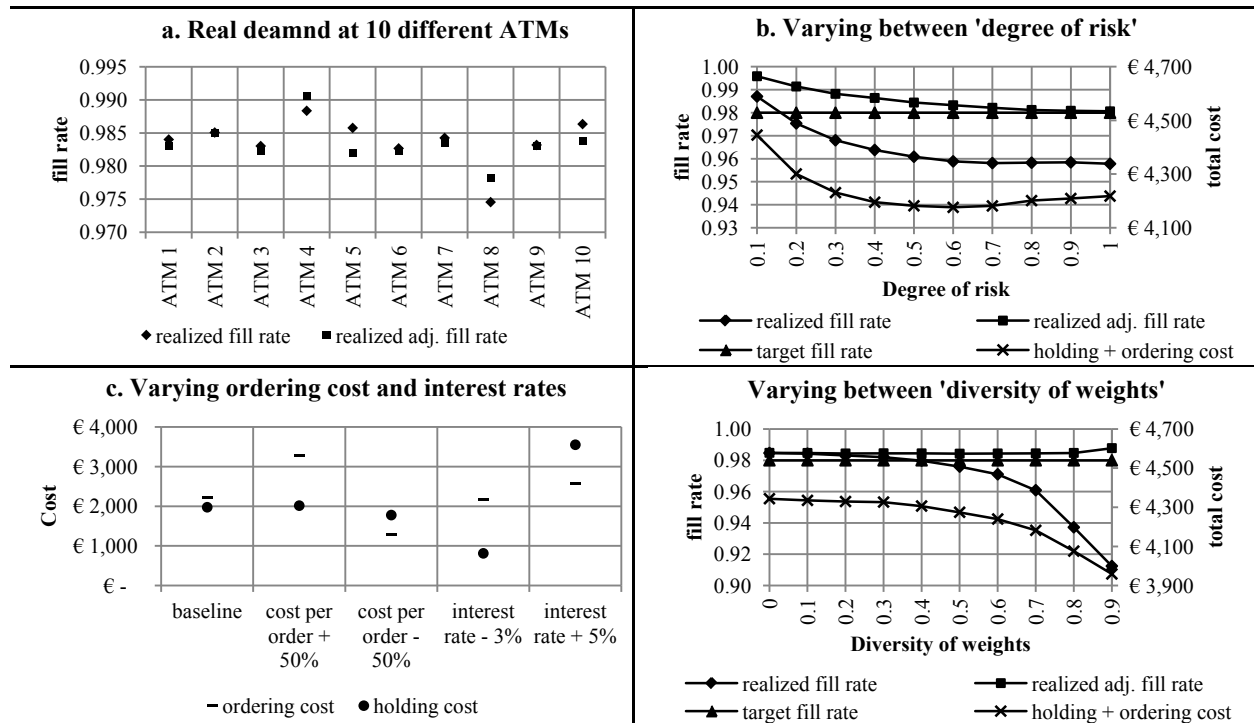 a. Real deamnd at 10 different ATMs
0.995
0.990
0.985
0.980
0.975
0.970
fill rate
ATM 1
ATM 2
ATM 3
ATM 4
ATM 5
ATM 6
ATM 7
ATM 8
ATM 9
ATM 10
realized fill rate
realized adj. fill rate
b. Varying between 'degree of risk'
1.00
0.99
0.98
0.97
0.96
0.95
0.94
0.93
fill rate
€ 4,700
€ 4,500
€ 4,300
€ 4,100
total cost
0.1
0.2
0.3
0.4
0.5
0.6
0.7
0.8
0.9
1
Degree of risk
realized fill rate
realized adj. fill rate
target fill rate
holding + ordering cost
c. Varying ordering cost and interest rates
€ 4,000
€ 3,000
€ 2,000
€ 1,000
€ -
Cost
baseline
cost per
order +
50%
cost per
order -
50%
interest
rate - 3%
interest
rate + 5%
ordering cost
holding cost
Varying between 'diversity of weights'
1.00
0.98
0.96
0.94
0.92
0.90
fill rate
€ 4,700
€ 4,500
€ 4,300
€ 4,100
€ 3,900
total cost
0
0.1
0.2
0.3
0.4
0.5
0.6
0.7
0.8
0.9
Diversity of weights
realized fill rate
realized adj. fill rate
target fill rate
holding + ordering cost